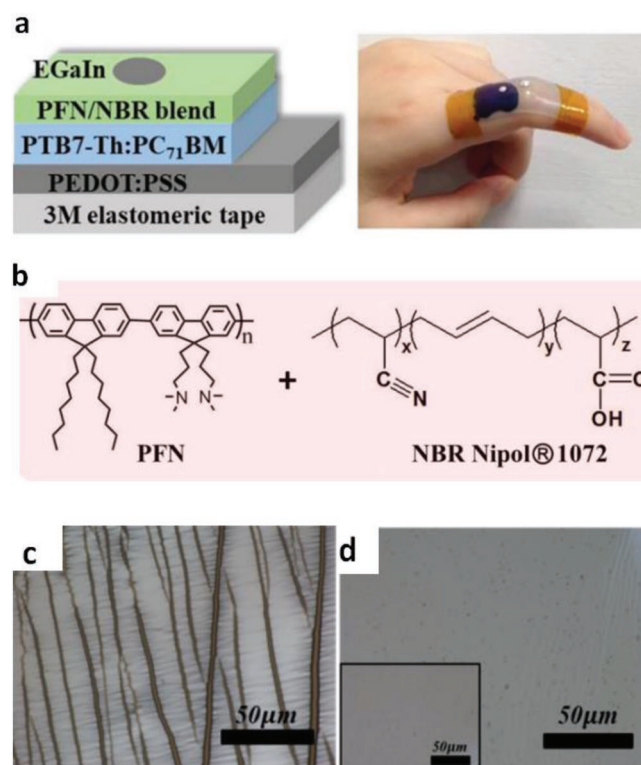 a
EGaIn
PFN/NBR blend
PTB7-Th:PC₇₁BM
PEDOT:PSS
3M elastomeric tape
b
n
N
N
PFN
+
x
y
z
C
N
C
O
OH
NBR Nipol®1072
c
50μm
d
50μm
50μm